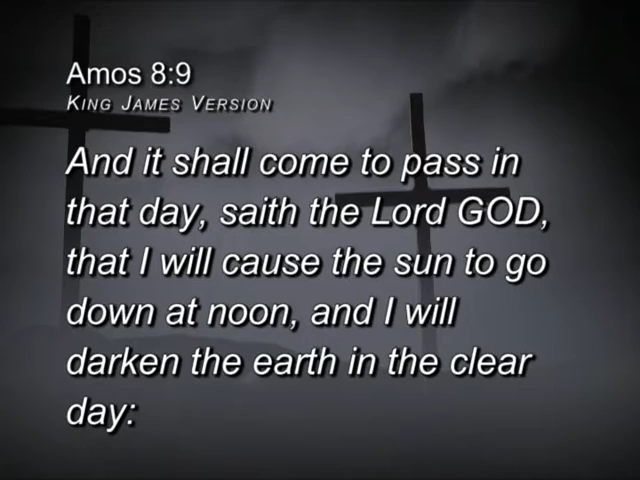 Amos 8:9
KING JAMES VERSION
And it shall come to pass in
that day, saith the Lord GOD,
that I will cause the sun to go
down at noon, and I will
darken the earth in the clear
day: